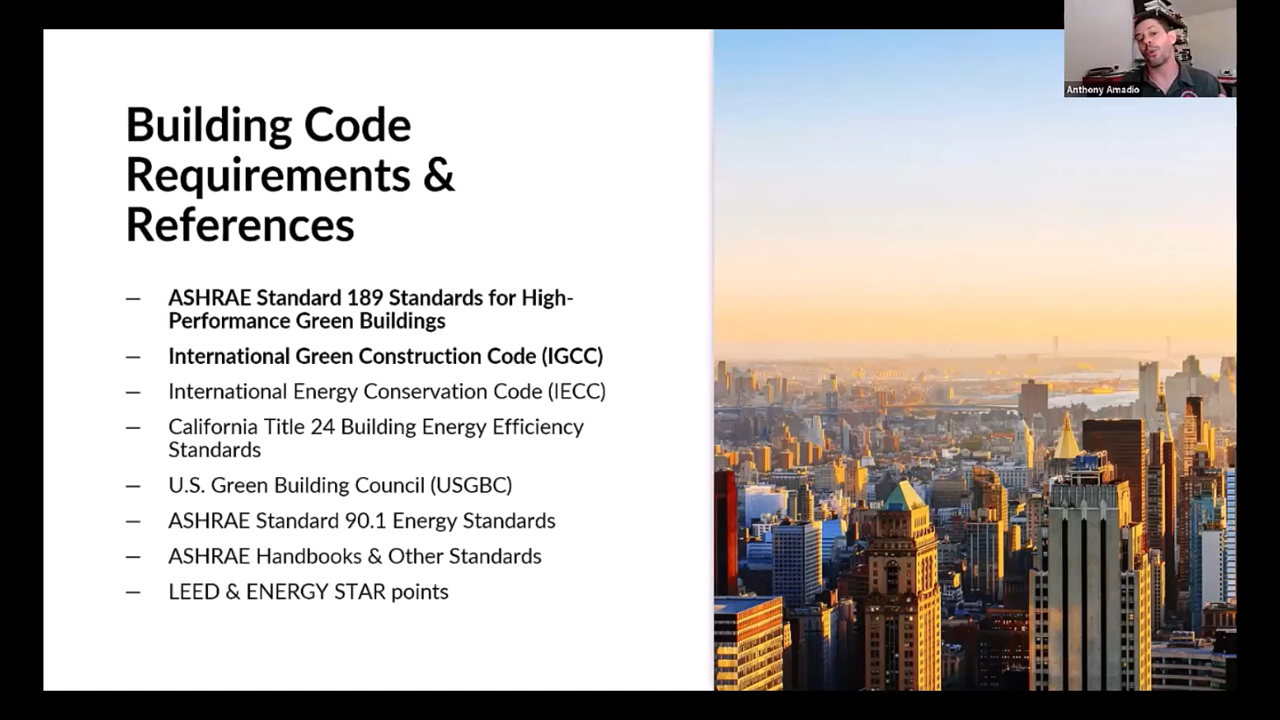 Anthony Amadio
Building Code
Requirements &
References
— ASHRAE Standard 189 Standards for High-
Performance Green Buildings
— International Green Construction Code (IGCC)
— International Energy Conservation Code (IECC)
— California Title 24 Building Energy Efficiency
Standards
— U.S. Green Building Council (USGBC)
— ASHRAE Standard 90.1 Energy Standards
— ASHRAE Handbooks & Other Standards
— LEED & ENERGY STAR points